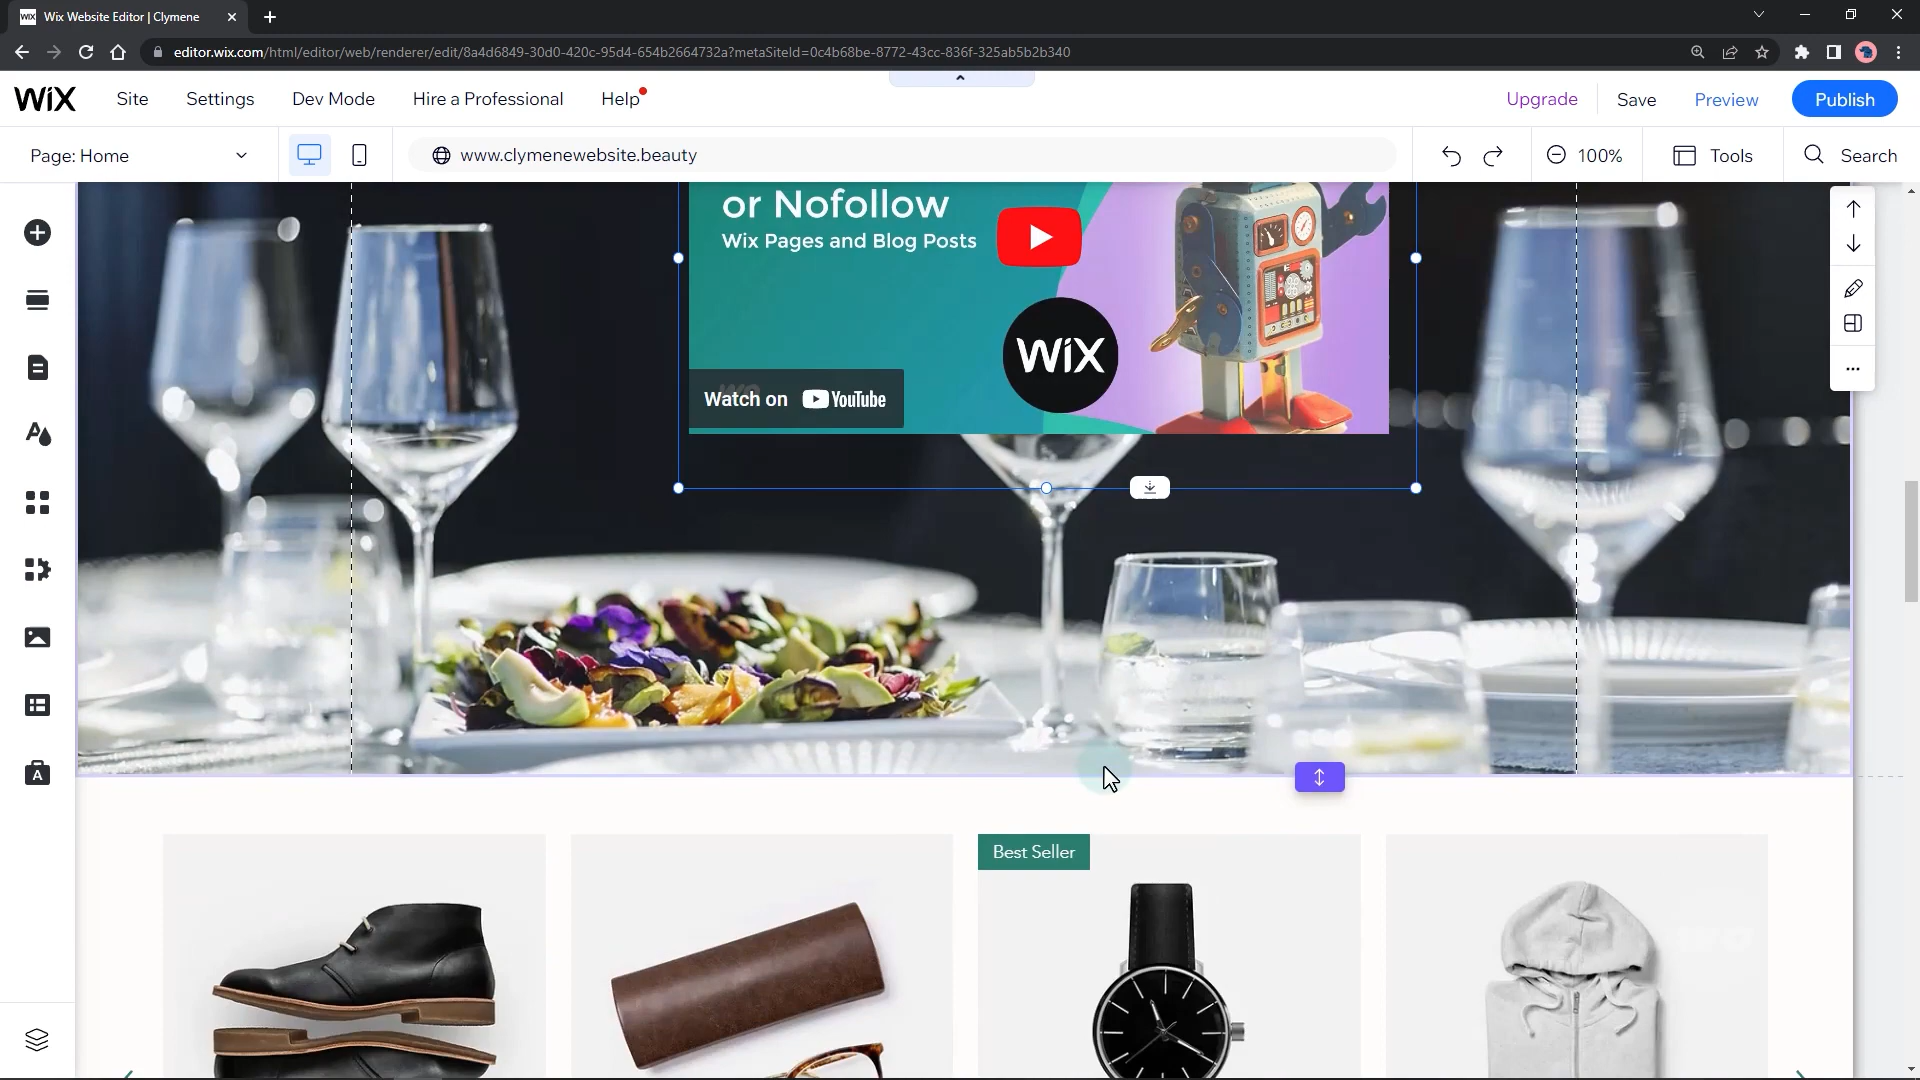 WIX Wix Website Editor | Clymene
editor.wix.com/html/editor/web/renderer/edit/8a4d6849-30d0-420c-95d4-654b2664732a?metaSiteId=0c4b68be-8772-43cc-836f-325ab5b2b340
WIX Site Settings Dev Mode Hire a Professional Help Upgrade Save Preview Publish
Page: Home www.clymenewebsite.beauty 100% Tools Search
or Nofollow
Wix Pages and Blog Posts
WIX
Watch on YouTube
Best Seller